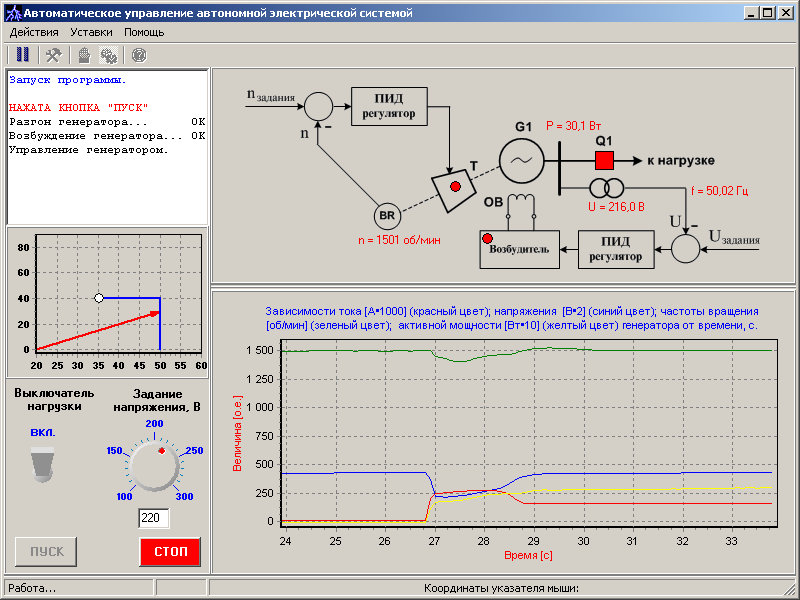 Автоматическое управление автономной электрической системой
Действия Уставки Помощь
Запуск программы.
НАЖАТА КНОПКА "ПУСК"
Разгон генератора... OK
Возбуждение генератора... OK
Управление генератором.
n задания
ПИД
регулятор
n
-
BR
n = 1501 об/мин
T
G1
P = 30,1 Вт
Q1
к нагрузке
f = 50,02 Гц
U = 216,0 В
ОВ
Возбудитель
ПИД
регулятор
U
-
U задания
80
60
40
20
0
20 25 30 35 40 45 50 55 60
Выключатель
нагрузки
ВКЛ.
Задание
напряжения, В
200
150
250
100
300
220
ПУСК
СТОП
Зависимости тока [А*1000] (красный цвет); напряжения [В*2] (синий цвет); частоты вращения
[об/мин] (зеленый цвет); активной мощности [Вт*10] (желтый цвет) генератора от времени, с.
Величина [о.е.]
1 500
1 250
1 000
750
500
250
0
24 25 26 27 28 29 30 31 32 33
Время [с]
Работа...
Координаты указателя мыши: